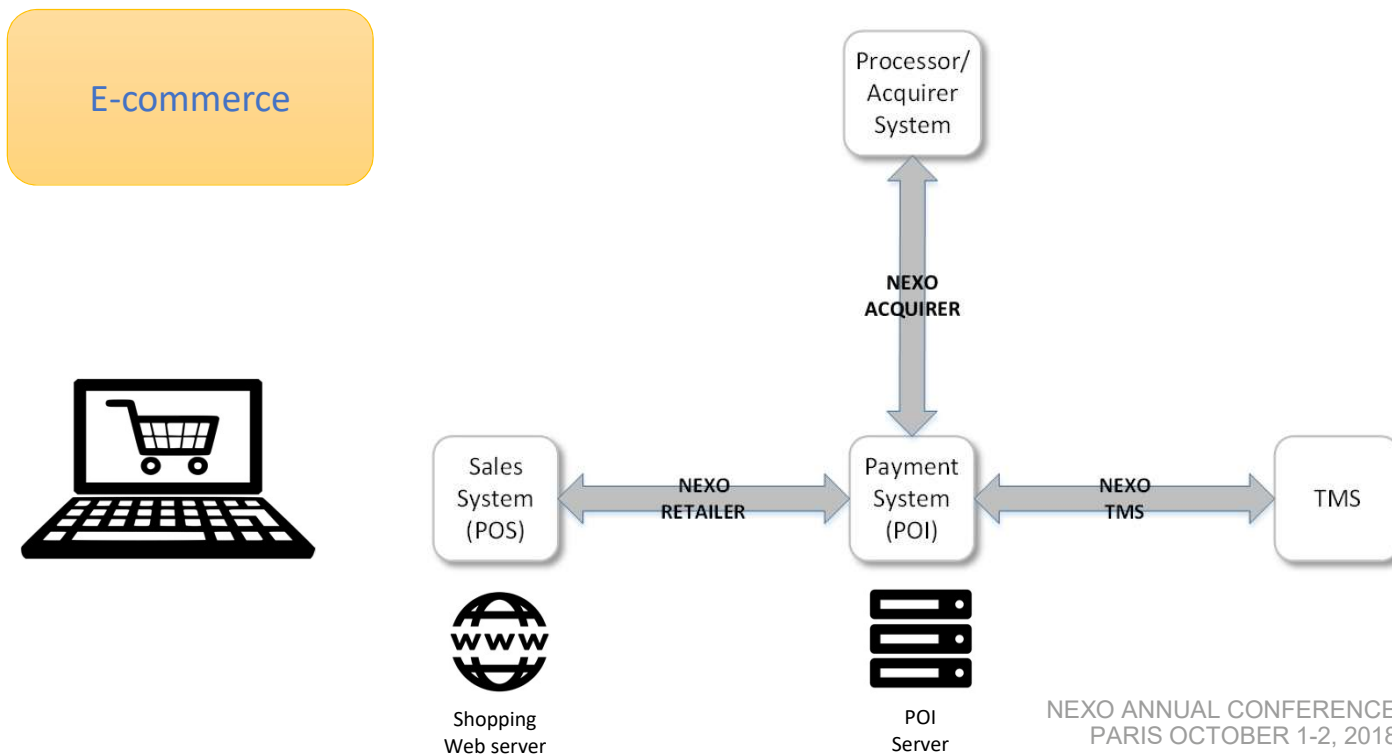 E-commerce
Processor/
Acquirer
System
NEXO
ACQUIRER
Sales
System
(POS)
NEXO
RETAILER
Payment
System
(POI)
NEXO
TMS
TMS
www
Shopping
Web server
POI
Server
NEXO ANNUAL CONFERENCE
PARIS OCTOBER 1-2, 2018